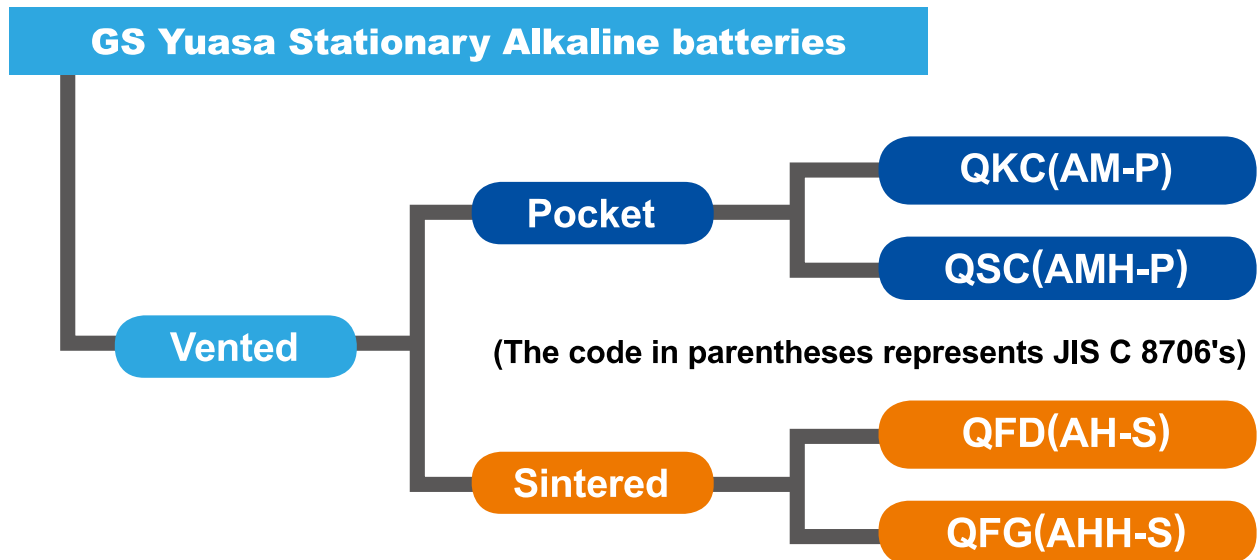 GS Yuasa Stationary Alkaline batteries
QKC(AM-P)
Pocket
QSC(AMH-P)
Vented
(The code in parentheses represents JIS C 8706's)
QFD(AH-S)
Sintered
QFG(AHH-S)